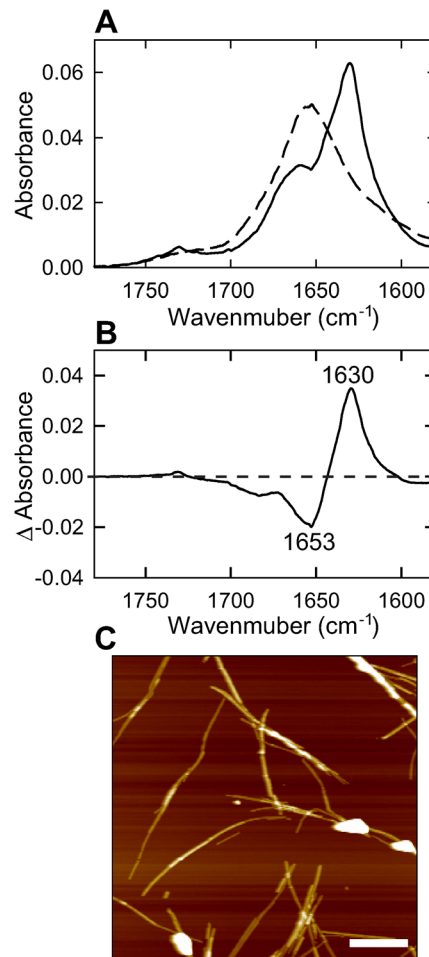 A
Absorbance
0.06
0.04
0.02
0.00
1750 1700 1650 1600
Wavenmuber (cm-1)
B
Δ Absorbance
0.04
0.02
0.00
-0.02
-0.04
1630
1653
1750 1700 1650 1600
Wavenmuber (cm-1)
C